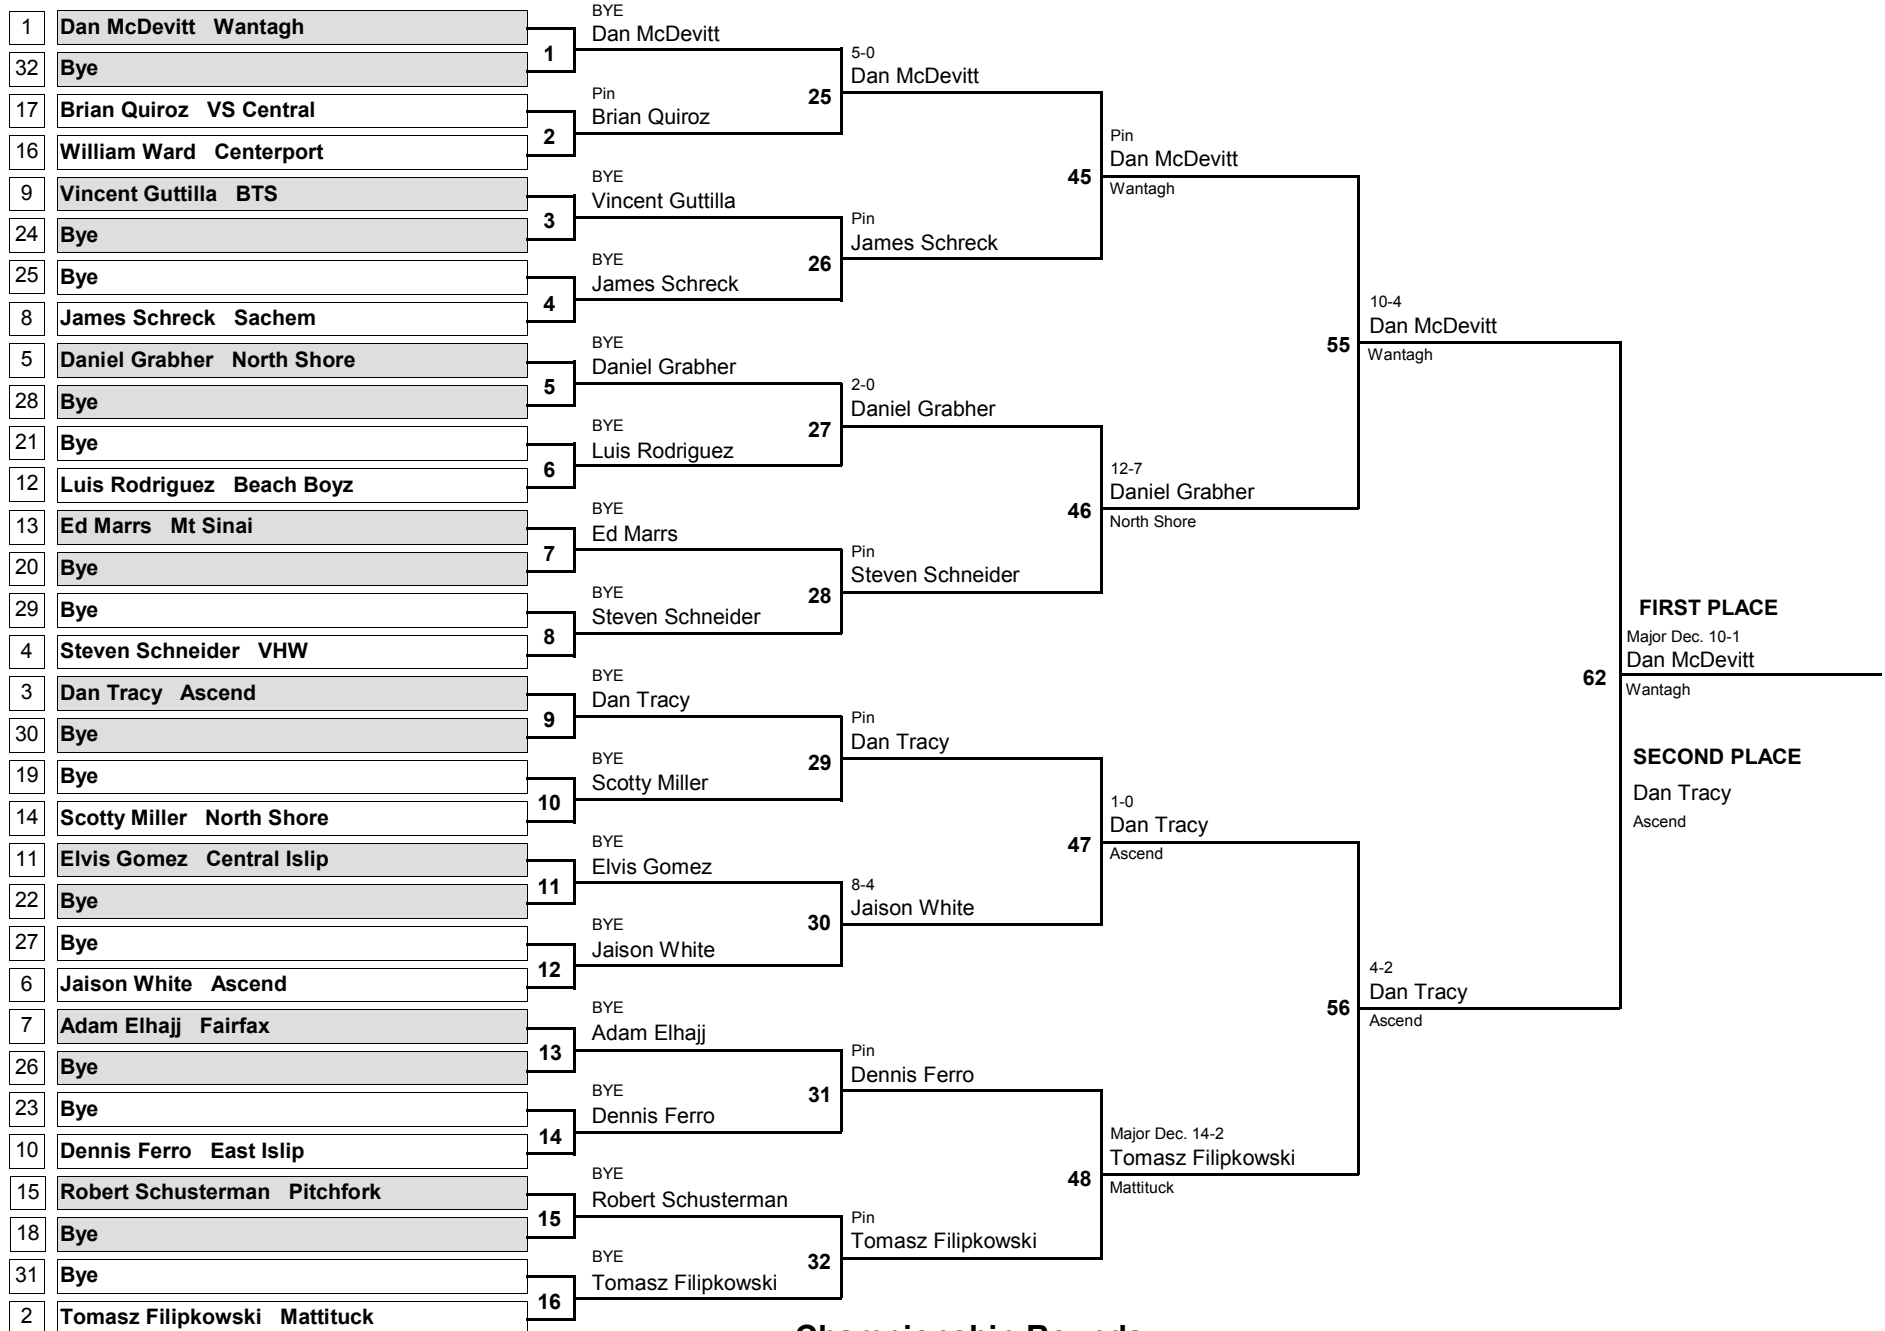 1 Dan McDevitt Wantagh
32 Bye
17 Brian Quiroz VS Central
16 William Ward Centerport
9 Vincent Guttilla BTS
24 Bye
25 Bye
8 James Schreck Sachem
5 Daniel Grabher North Shore
28 Bye
21 Bye
12 Luis Rodriguez Beach Boyz
13 Ed Marrs Mt Sinai
20 Bye
29 Bye
4 Steven Schneider VHW
3 Dan Tracy Ascend
30 Bye
19 Bye
14 Scotty Miller North Shore
11 Elvis Gomez Central Islip
22 Bye
27 Bye
6 Jaison White Ascend
7 Adam Elhajj Fairfax
26 Bye
23 Bye
10 Dennis Ferro East Islip
15 Robert Schusterman Pitchfork
18 Bye
31 Bye
2 Tomasz Filipkowski Mattituck
1
2
3
4
5
6
7
8
9
10
11
12
13
14
15
16
BYE
Dan McDevitt
Pin
Brian Quiroz
BYE
Vincent Guttilla
BYE
James Schreck
BYE
Daniel Grabher
BYE
Luis Rodriguez
BYE
Ed Marrs
BYE
Steven Schneider
BYE
Dan Tracy
BYE
Scotty Miller
BYE
Elvis Gomez
BYE
Jaison White
BYE
Adam Elhajj
BYE
Dennis Ferro
BYE
Robert Schusterman
BYE
Tomasz Filipkowski
25
26
27
28
29
30
31
32
5-0
Dan McDevitt
Pin
James Schreck
2-0
Daniel Grabher
Pin
Steven Schneider
Pin
Dan Tracy
8-4
Jaison White
Pin
Dennis Ferro
Pin
Tomasz Filipkowski
45
46
47
48
Pin
Dan McDevitt
Wantagh
12-7
Daniel Grabher
North Shore
1-0
Dan Tracy
Ascend
Major Dec. 14-2
Tomasz Filipkowski
Mattituck
55
56
10-4
Dan McDevitt
Wantagh
4-2
Dan Tracy
Ascend
62
FIRST PLACE
Major Dec. 10-1
Dan McDevitt
Wantagh
SECOND PLACE
Dan Tracy
Ascend
Championship Rounds